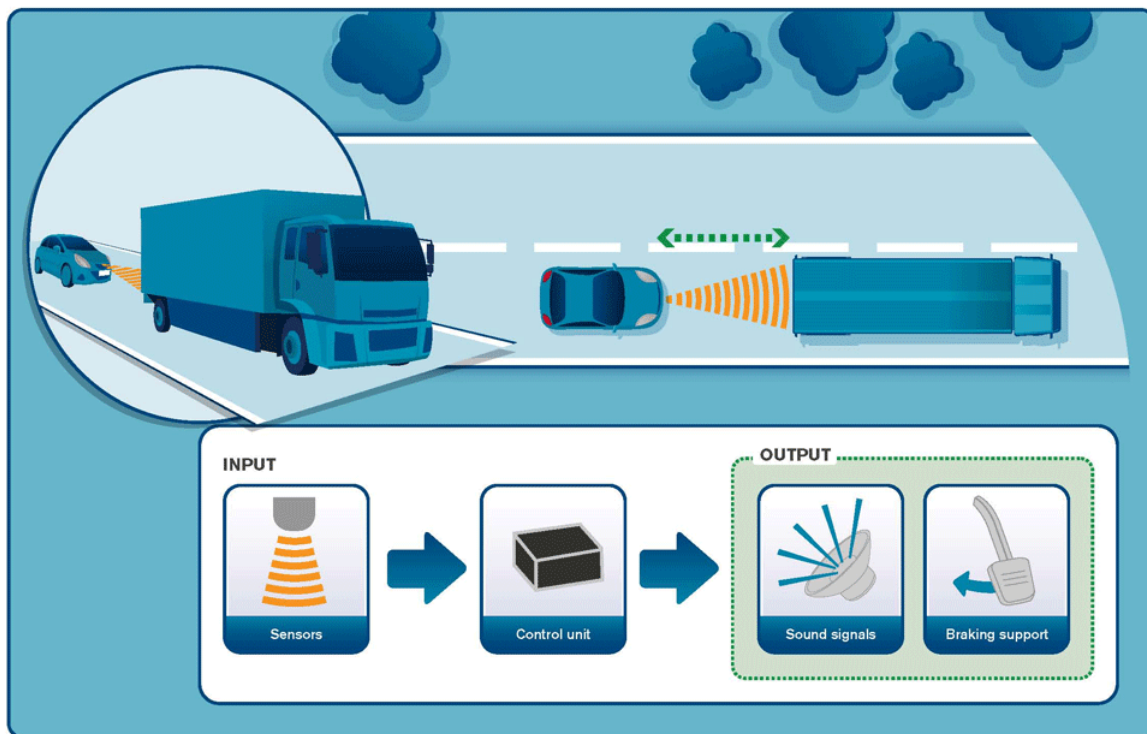 INPUT
OUTPUT
Sensors
Control unit
Sound signals
Braking support